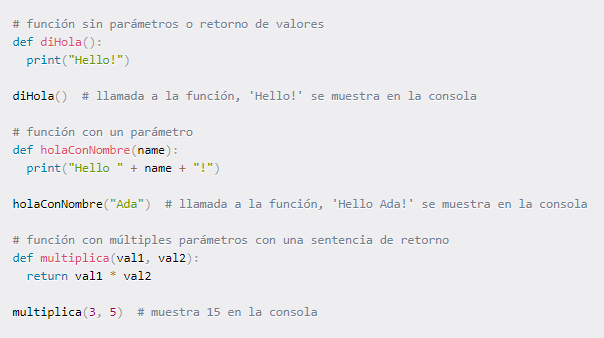 # función sin parámetros o retorno de valores
def diHola():
  print("Hello!")

diHola()  # llamada a la función, 'Hello!' se muestra en la consola

# función con un parámetro
def holaConNombre(name):
  print("Hello " + name + "!")

holaConNombre("Ada")  # llamada a la función, 'Hello Ada!' se muestra en la consola

# función con múltiples parámetros con una sentencia de retorno
def multiplica(val1, val2):
  return val1 * val2

multiplica(3, 5)  # muestra 15 en la consola